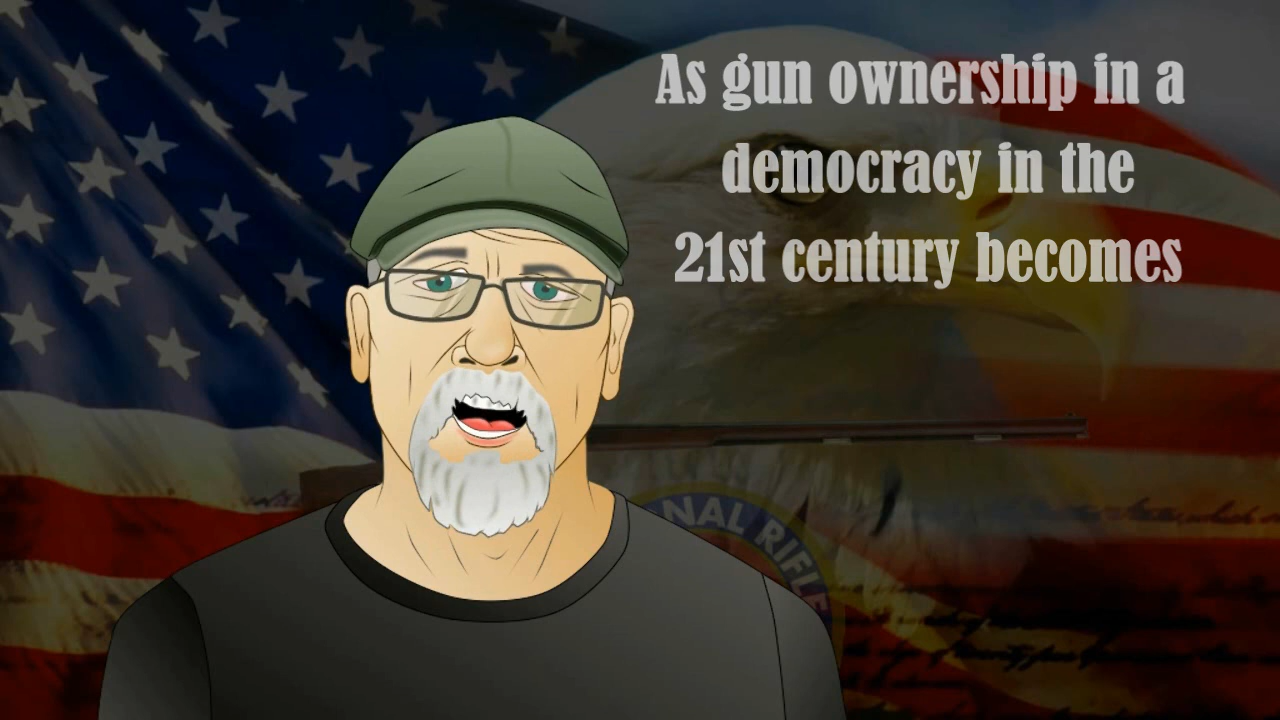 As gun ownership in a
democracy in the
21st century becomes
NAL RIFLE